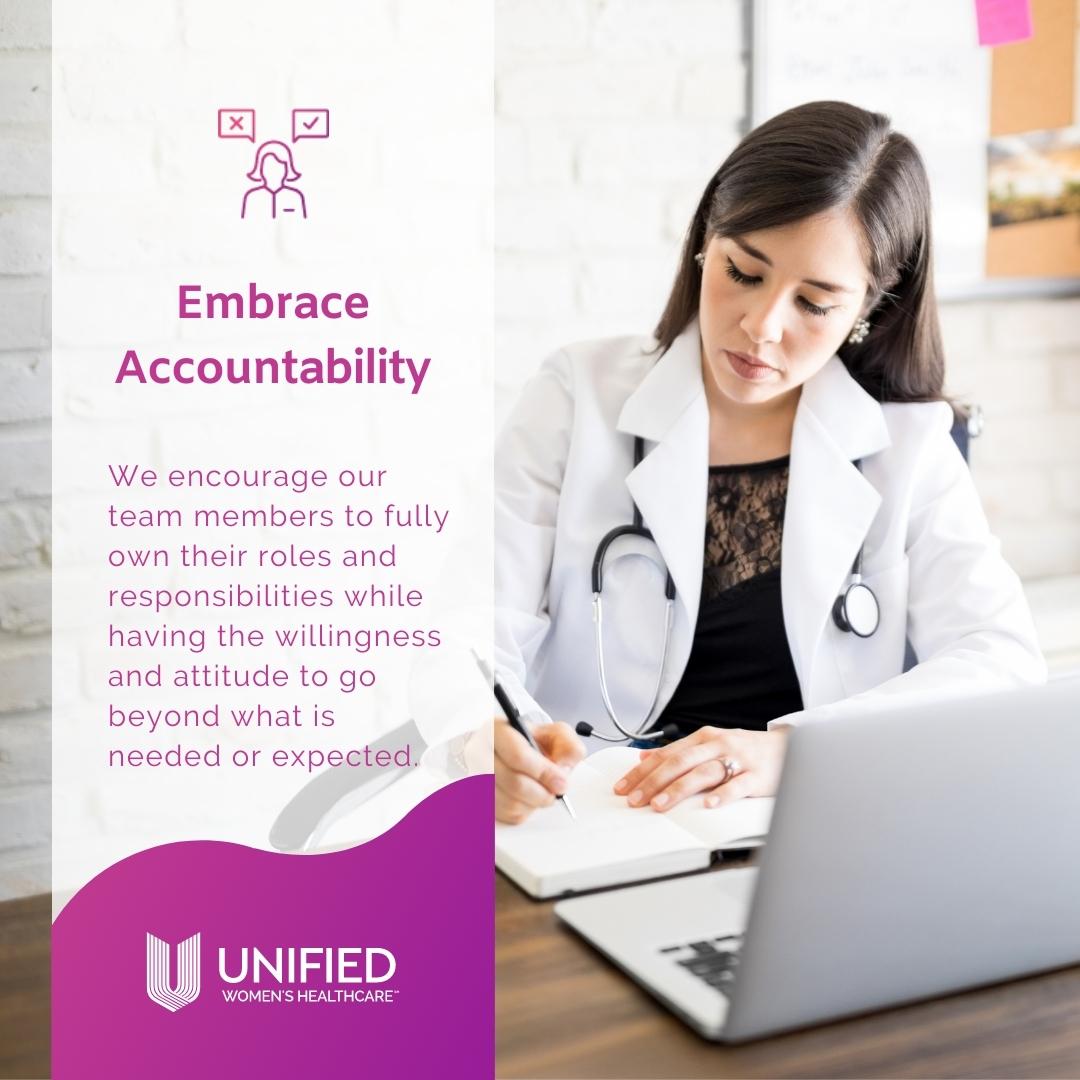 Embrace
Accountability
We encourage our
team members to fully
own their roles and
responsibilities while
having the willingness
and attitude to go
beyond what is
needed or expected.
UNIFIED
WOMEN'S HEALTHCARE℠